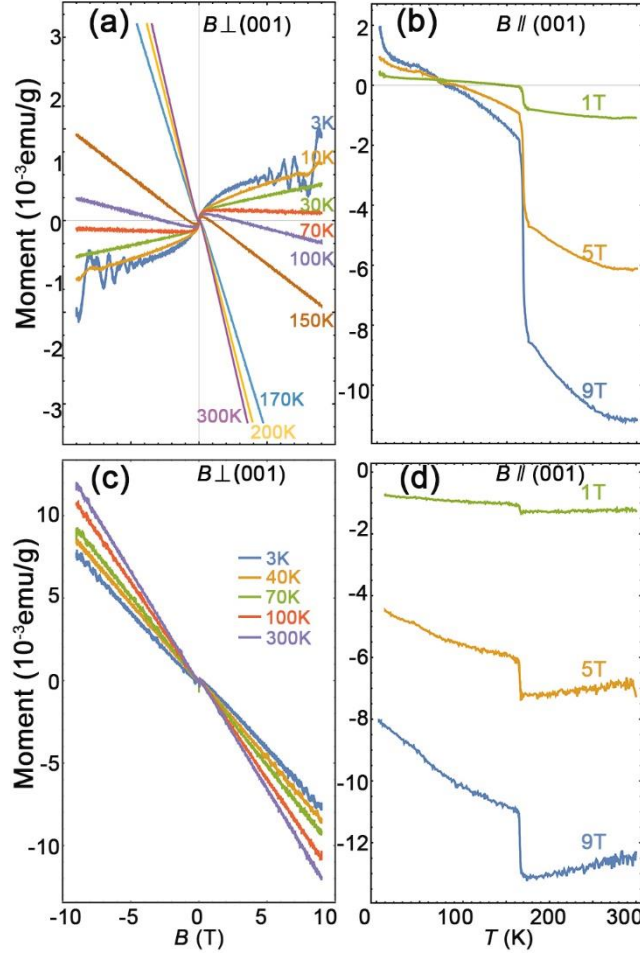 (a)
B⊥(001)
Moment (10⁻³emu/g)
3
2
1
0
-1
-2
-3
3K
10K
30K
70K
100K
150K
170K
300K
200K
(b)
B ∥ (001)
2
0
-2
-4
-6
-8
-10
1T
5T
9T
(c)
B⊥(001)
Moment (10⁻³emu/g)
10
5
0
-5
-10
3K
40K
70K
100K
300K
-10
-5
0
5
10
B (T)
(d)
B ∥ (001)
0
-2
-4
-6
-8
-10
-12
1T
5T
9T
0
100
200
300
T (K)